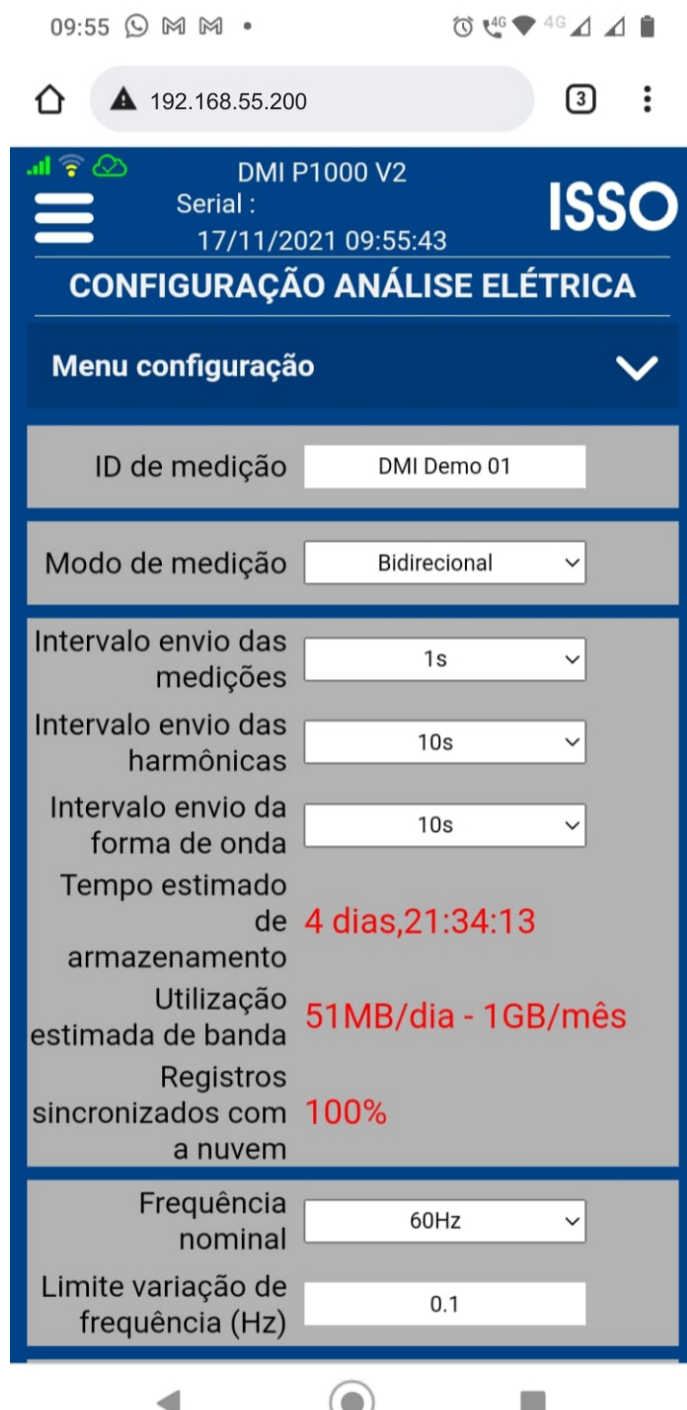 09:55
4G 4G
192.168.55.200
3
DMI P1000 V2
Serial :
17/11/2021 09:55:43
ISSO
CONFIGURAÇÃO ANÁLISE ELÉTRICA
Menu configuração
ID de medição DMI Demo 01
Modo de medição Bidirecional
Intervalo envio das
medições 1s
Intervalo envio das
harmônicas 10s
Intervalo envio da
forma de onda 10s
Tempo estimado
de 4 dias,21:34:13
armazenamento
Utilização
estimada de banda 51MB/dia - 1GB/mês
Registros
sincronizados com 100%
a nuvem
Frequência
nominal 60Hz
Limite variação de
frequência (Hz) 0.1